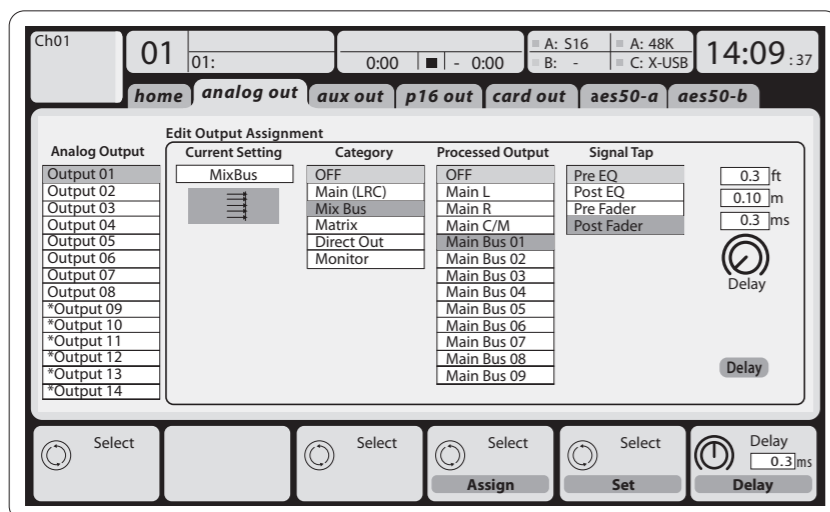 Ch01
01
01:
0:00 - 0:00
A: S16 A: 48K
B: - C: X-USB
14:09 :37
home analog out aux out p16 out card out aes50-a aes50-b
Edit Output Assignment
Analog Output Current Setting Category Processed Output Signal Tap
Output 01
Output 02
Output 03
Output 04
Output 05
Output 06
Output 07
Output 08
*Output 09
*Output 10
*Output 11
*Output 12
*Output 13
*Output 14
MixBus
OFF
Main (LRC)
Mix Bus
Matrix
Direct Out
Monitor
OFF
Main L
Main R
Main C/M
Main Bus 01
Main Bus 02
Main Bus 03
Main Bus 04
Main Bus 05
Main Bus 06
Main Bus 07
Main Bus 08
Main Bus 09
Pre EQ
Post EQ
Pre Fader
Post Fader
0.3 ft
0.10 m
0.3 ms
Delay
Delay
Select
Select
Select
Assign
Select
Set
Delay
0.3 ms
Delay